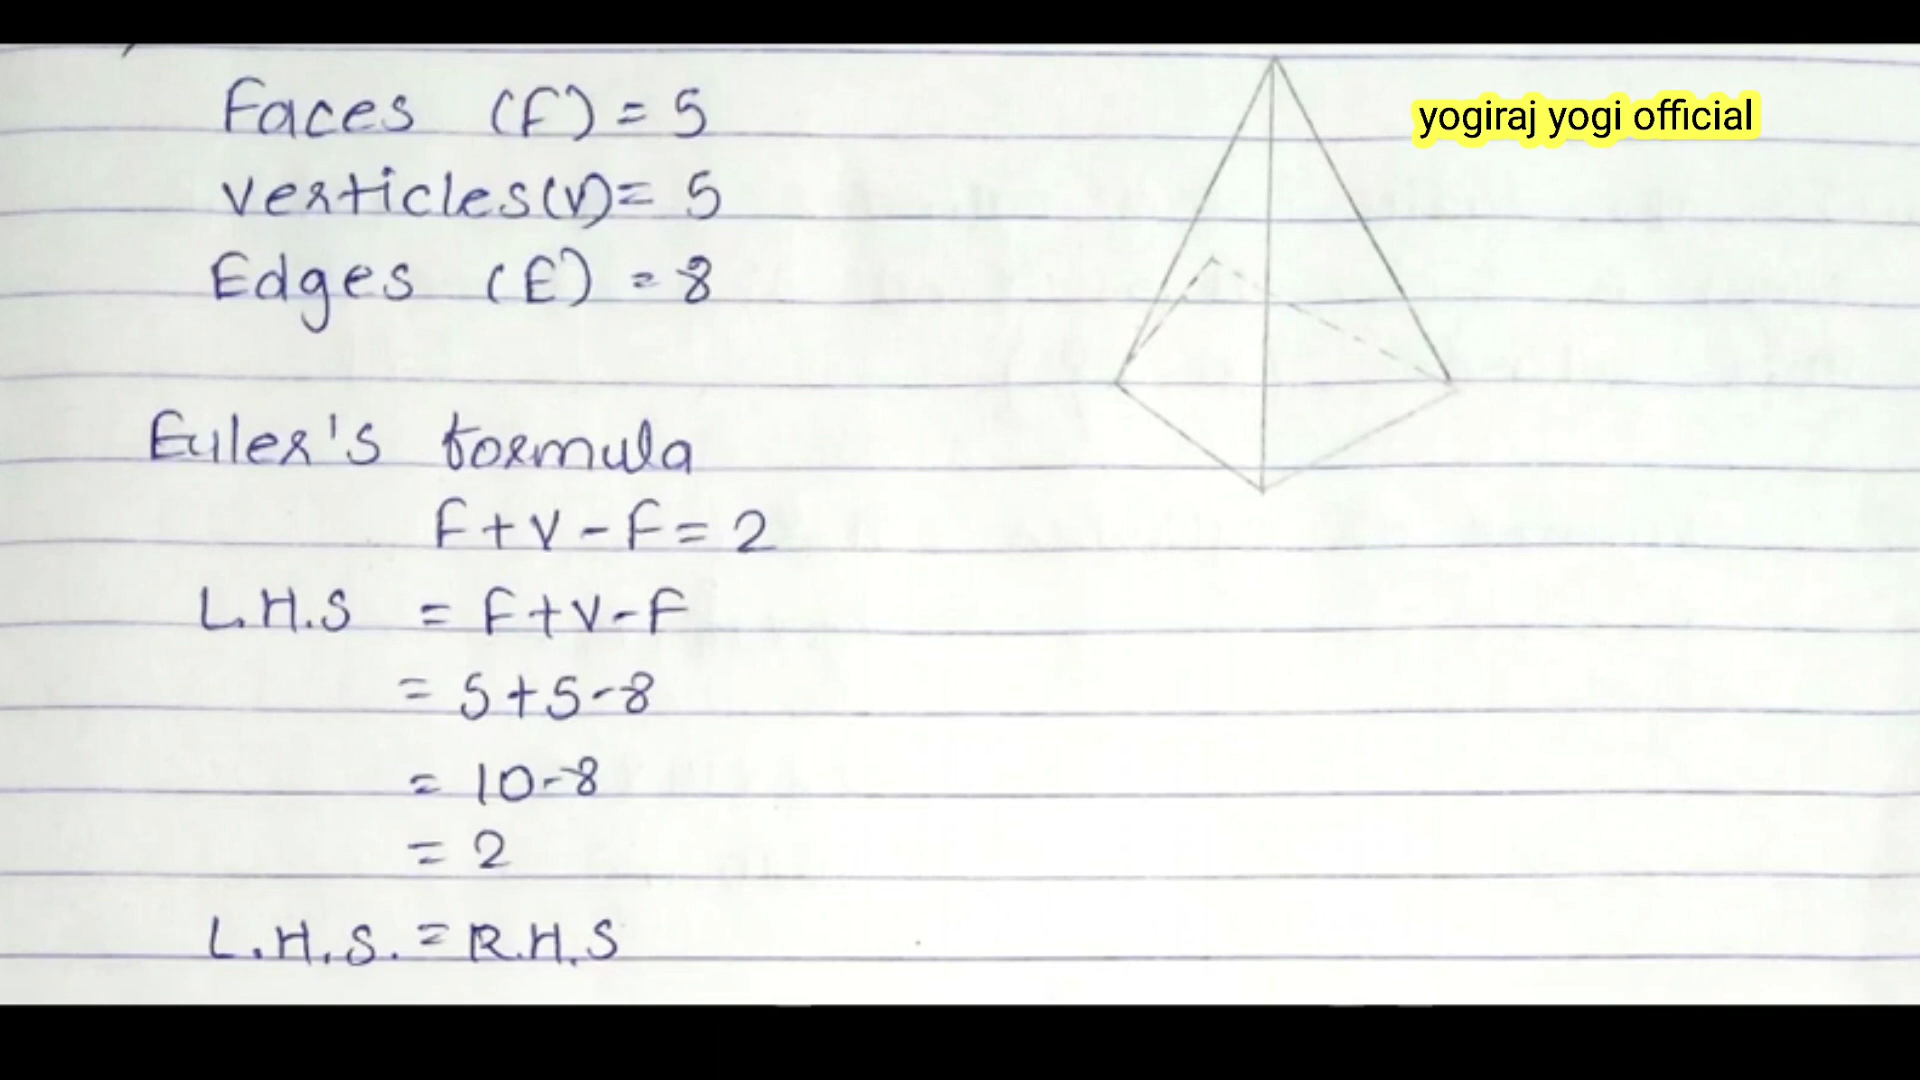 Faces (F) = 5
yogiraj yogi official
verticles(V)= 5
Edges (E) = 8
Euler's formula
F+V-F=2
L.H.S = F+V-F
= 5+5-8
= 10-8
= 2
L.H.S. = R.H.S